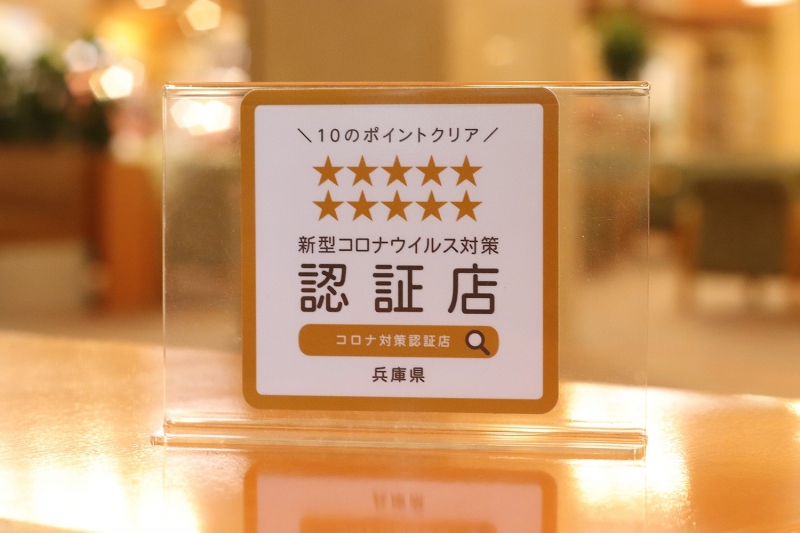 ＼10のポイントクリア／
★★★★★
★★★★★
新型コロナウイルス対策
認証店
コロナ対策認証店
兵庫県